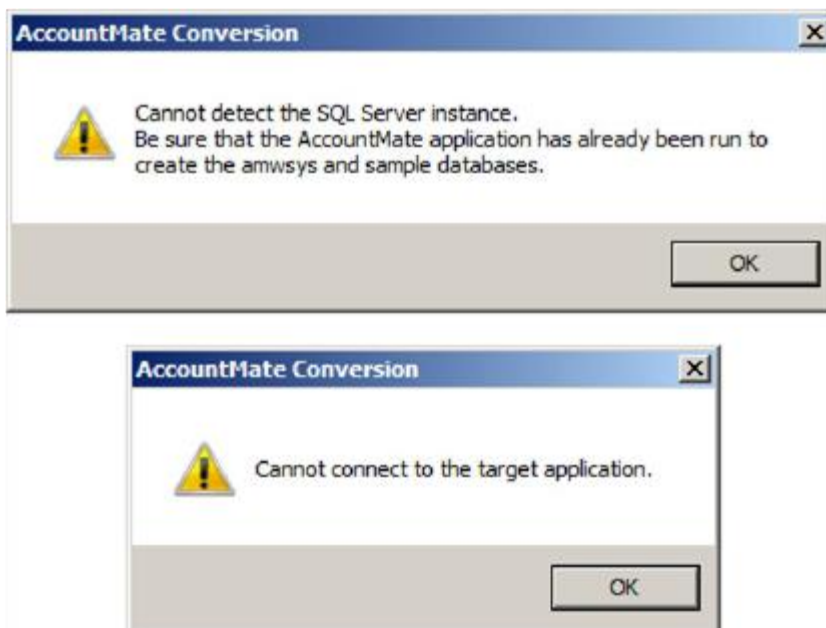 AccountMate Conversion
Cannot detect the SQL Server instance.
Be sure that the AccountMate application has already been run to
create the amwsys and sample databases.
OK
AccountMate Conversion
Cannot connect to the target application.
OK